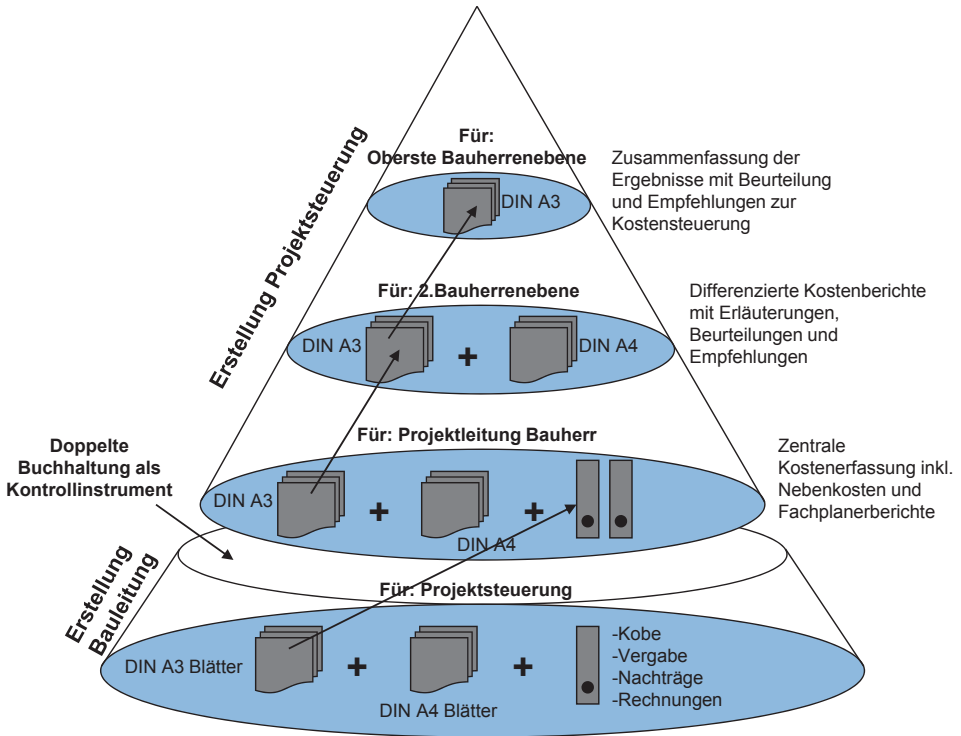 Erstellung Projektsteuerung
Für:
Oberste Bauherrenebene
DIN A3
Zusammenfassung der
Ergebnisse mit Beurteilung
und Empfehlungen zur
Kostensteuerung
Für: 2.Bauherrenebene
DIN A3
+
DIN A4
Differenzierte Kostenberichte
mit Erläuterungen,
Beurteilungen und
Empfehlungen
Doppelte
Buchhaltung als
Kontrollinstrument
Für: Projektleitung Bauherr
DIN A3
+
DIN A4
+
Zentrale
Kostenerfassung inkl.
Nebenkosten und
Fachplanerberichte
Erstellung
Bauleitung
Für: Projektsteuerung
DIN A3 Blätter
+
DIN A4 Blätter
+
-Kobe
-Vergabe
-Nachträge
-Rechnungen